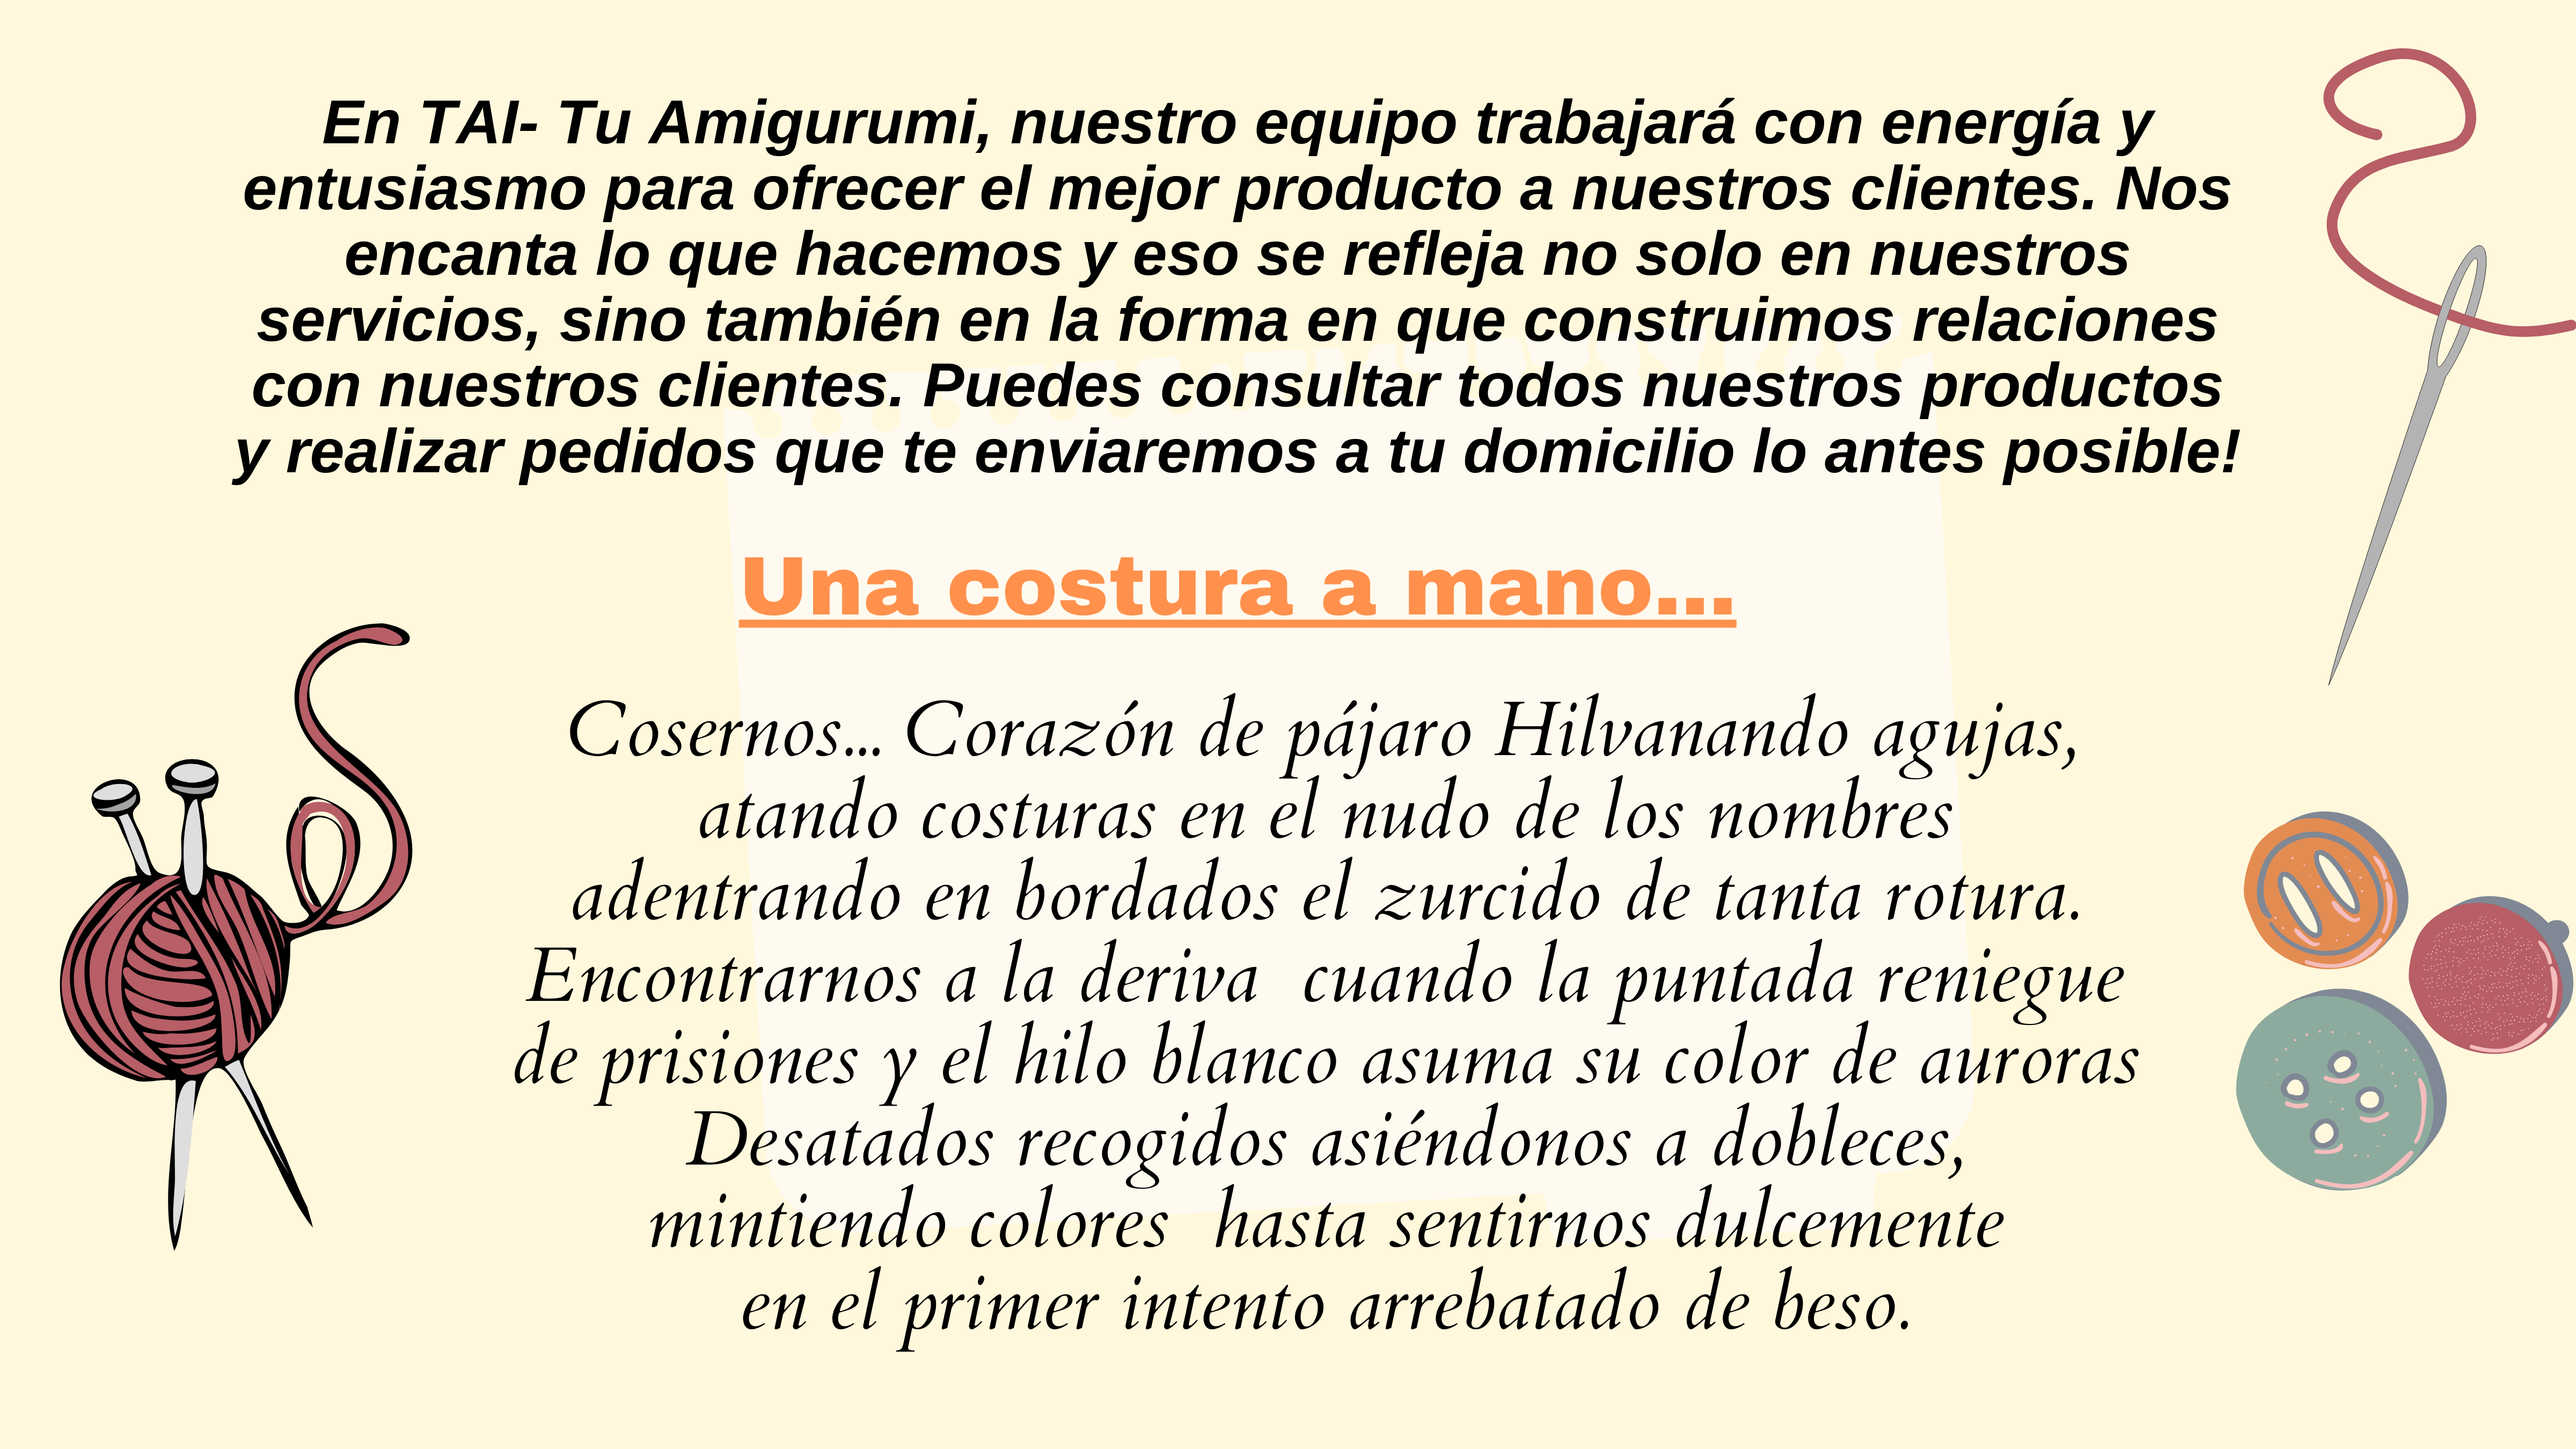 En TAI- Tu Amigurumi, nuestro equipo trabajará con energía y
entusiasmo para ofrecer el mejor producto a nuestros clientes. Nos
encanta lo que hacemos y eso se refleja no solo en nuestros
servicios, sino también en la forma en que construimos relaciones
con nuestros clientes. Puedes consultar todos nuestros productos
y realizar pedidos que te enviaremos a tu domicilio lo antes posible!
Una costura a mano...
Cosernos... Corazón de pájaro Hilvanando agujas,
atando costuras en el nudo de los nombres
adentrando en bordados el zurcido de tanta rotura.
Encontrarnos a la deriva  cuando la puntada reniegue
de prisiones y el hilo blanco asuma su color de auroras
Desatados recogidos asiéndonos a dobleces,
mintiendo colores  hasta sentirnos dulcemente
en el primer intento arrebatado de beso.